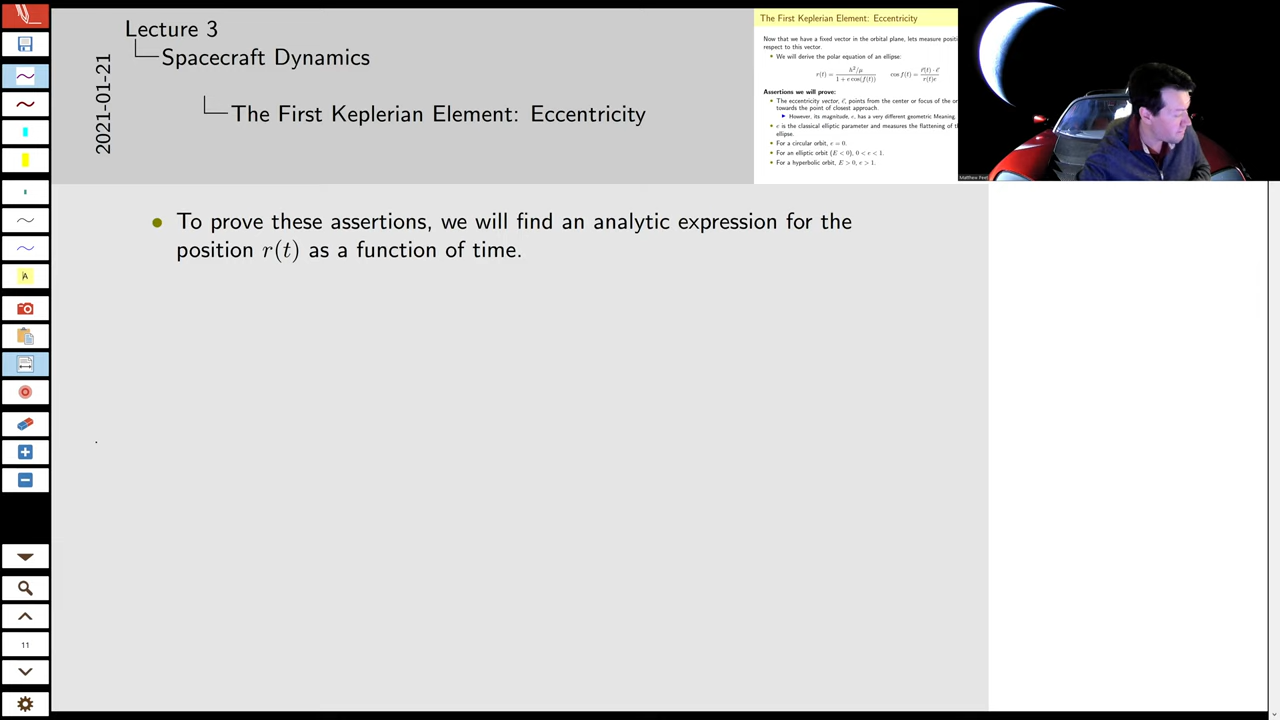 Lecture 3
Spacecraft Dynamics
2021-01-21
The First Keplerian Element: Eccentricity
The First Keplerian Element: Eccentricity
Now that we have a fixed vector in the orbital plane, lets measure positi
respect to this vector.
We will derive the polar equation of an ellipse:
r(t) = h²/μ / (1 + e cos(f(t))) cos f(t) = r⃗(t) · e⃗ / r(t)e
Assertions we will prove:
The eccentricity vector, e⃗, points from the center or focus of the or
towards the point of closest approach.
However, its magnitude, e, has a very different geometric Meaning
e is the classical elliptic parameter and measures the flattening of th
ellipse.
For a circular orbit, e = 0.
For an elliptic orbit (E < 0), 0 < e < 1.
For a hyperbolic orbit, E > 0, e > 1.
To prove these assertions, we will find an analytic expression for the
position r(t) as a function of time.
A
11